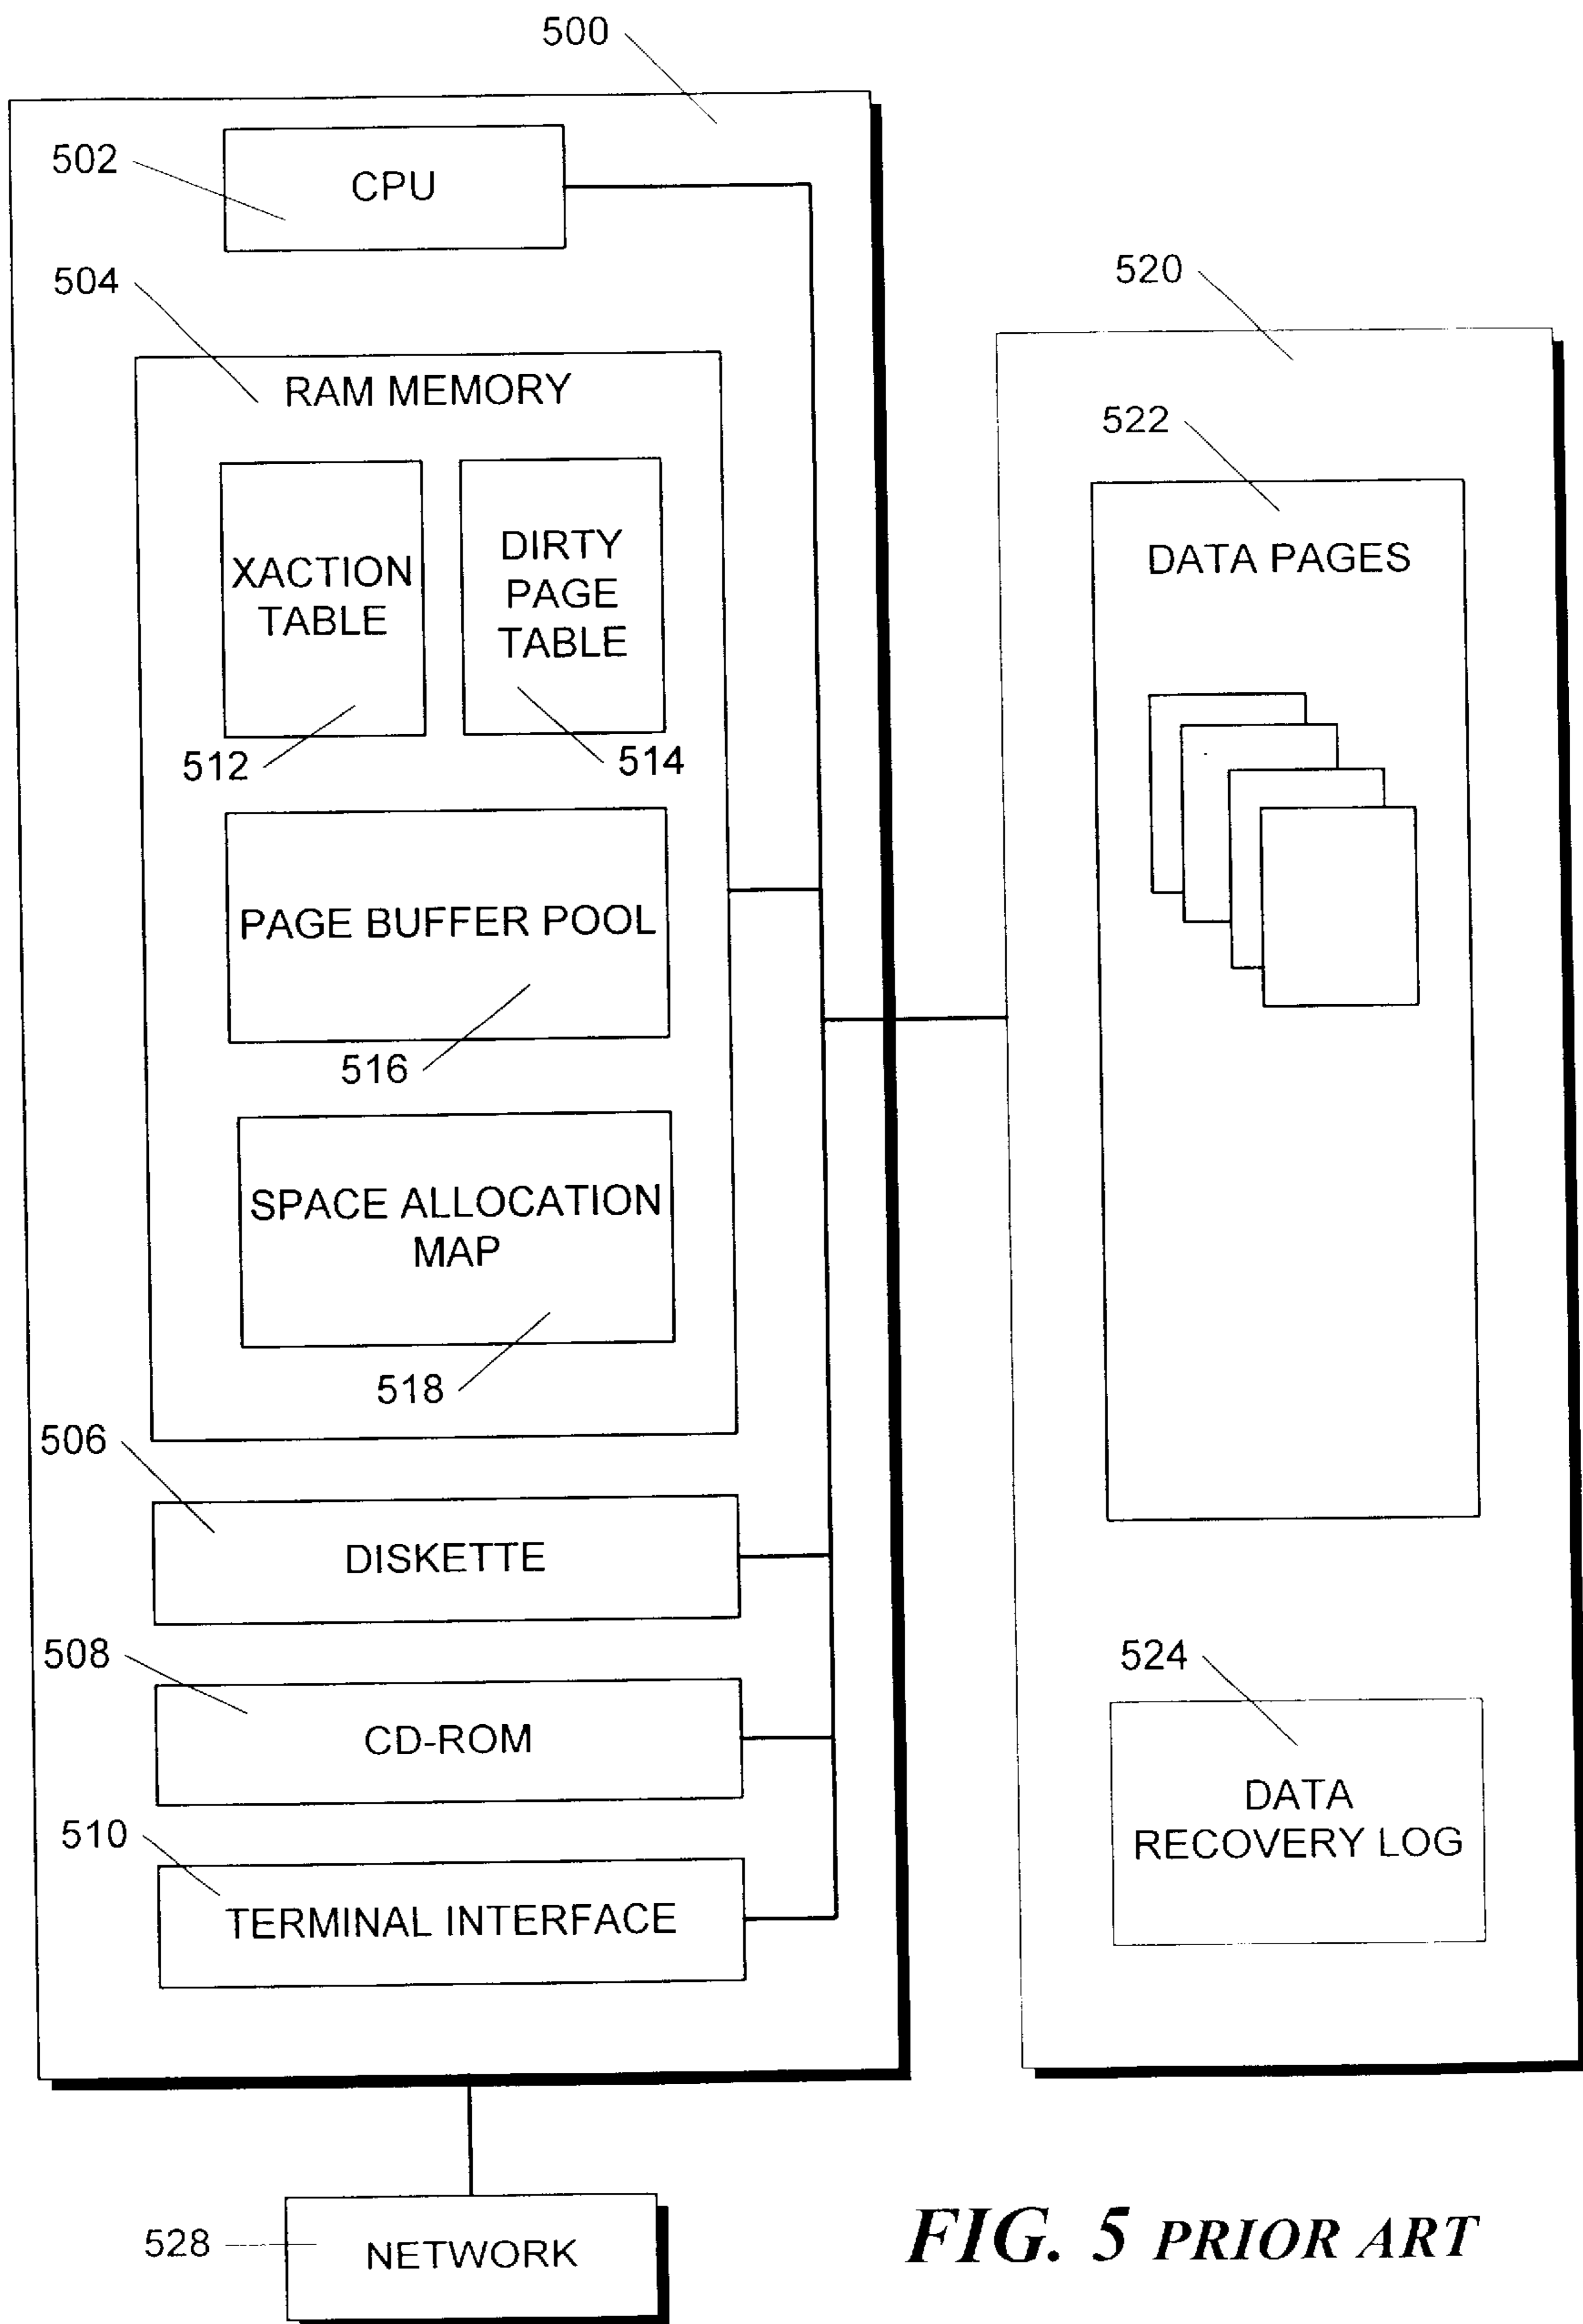 500
502
CPU
504
520
RAM MEMORY
522
XACTION
TABLE
DIRTY
PAGE
TABLE
DATA PAGES
512
514
PAGE BUFFER POOL
516
SPACE ALLOCATION
MAP
518
506
DISKETTE
508
CD-ROM
524
DATA
RECOVERY LOG
510
TERMINAL INTERFACE
528
NETWORK
FIG. 5 PRIOR ART